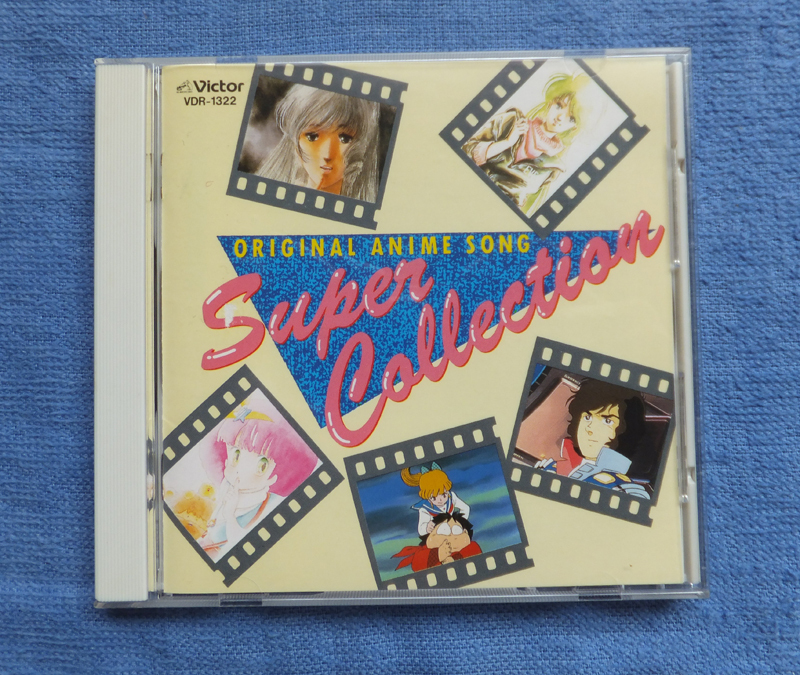 Victor
VDR-1322
ORIGINAL ANIME SONG
Super
Collection